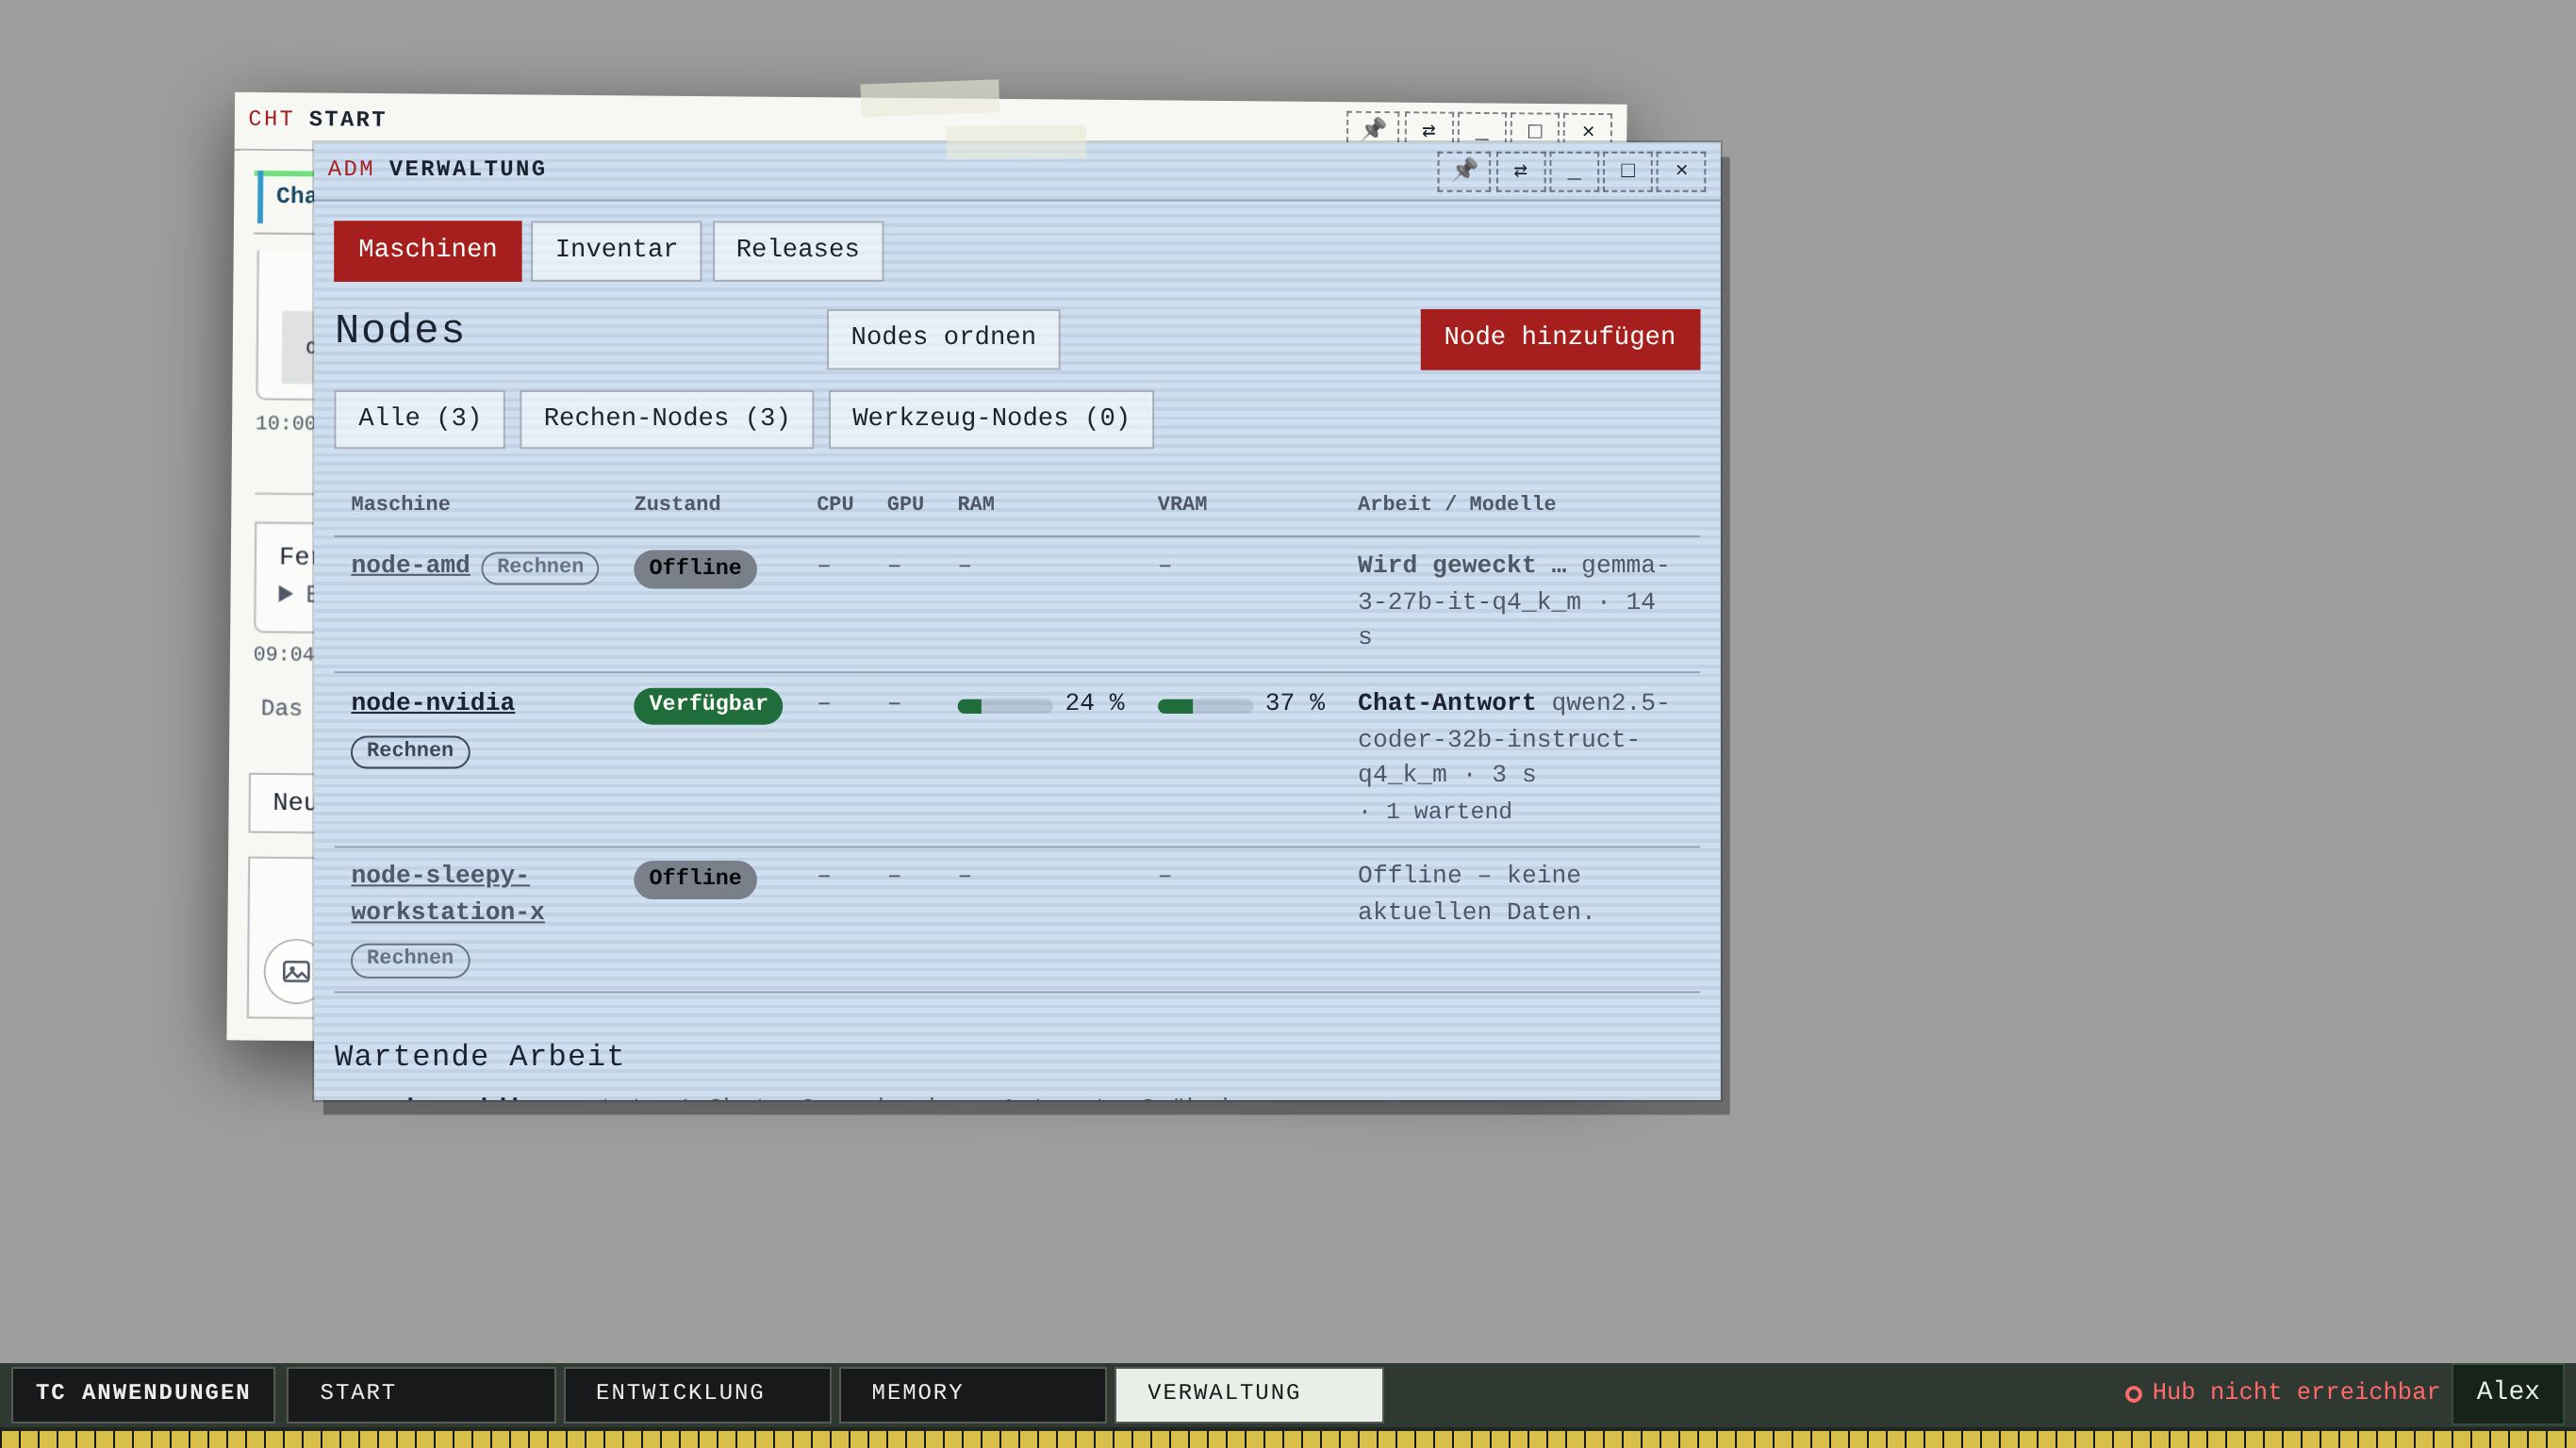 CHT START
📌 ⇄ _ □ ×
ADM VERWALTUNG
📌 ⇄ _ □ ×
Maschinen Inventar Releases
Nodes Nodes ordnen Node hinzufügen
Alle (3) Rechen-Nodes (3) Werkzeug-Nodes (0)
10:00
Maschine Zustand CPU GPU RAM VRAM Arbeit / Modelle
node-amd Rechnen Offline – – – – Wird geweckt … gemma-
3-27b-it-q4_k_m · 14
s
09:04
node-nvidia Verfügbar – – 24 % 37 % Chat-Antwort qwen2.5-
Das
Rechnen coder-32b-instruct-
q4_k_m · 3 s
· 1 wartend
Neu
node-sleepy- Offline – – – – Offline – keine
workstation-x aktuellen Daten.
Rechnen
Wartende Arbeit
TC ANWENDUNGEN START ENTWICKLUNG MEMORY VERWALTUNG Hub nicht erreichbar Alex